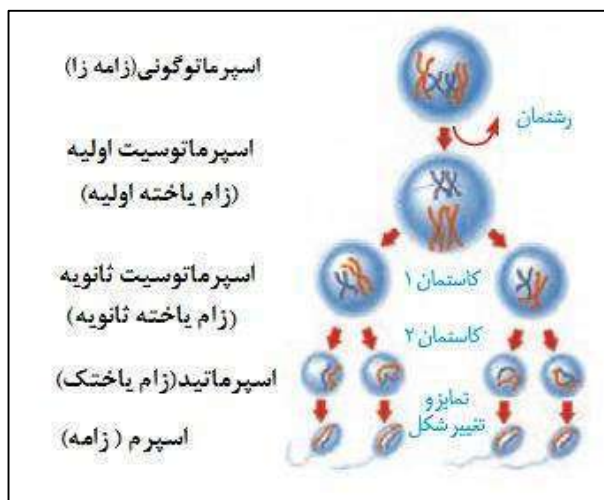 اسپرماتوگونی(زامه زا)
رشتمان
اسپرماتوسیت اولیه
(زام یاخته اولیه)
اسپرماتوسیت ثانویه
(زام یاخته ثانویه)
کاستمان ۱
کاستمان ۲
اسپرماتید(زام یاختک)
تمایز و
تغییر شکل
اسپرم (زامه)